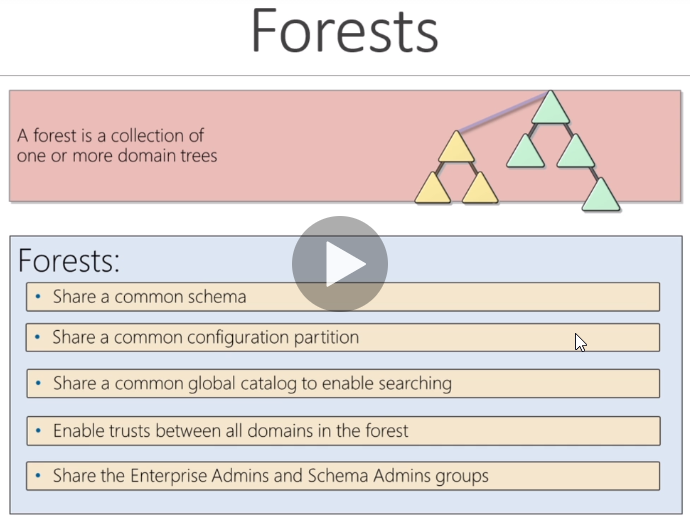 Forests
A forest is a collection of
one or more domain trees
Forests:
• Share a common schema
• Share a common configuration partition
• Share a common global catalog to enable searching
• Enable trusts between all domains in the forest
• Share the Enterprise Admins and Schema Admins groups